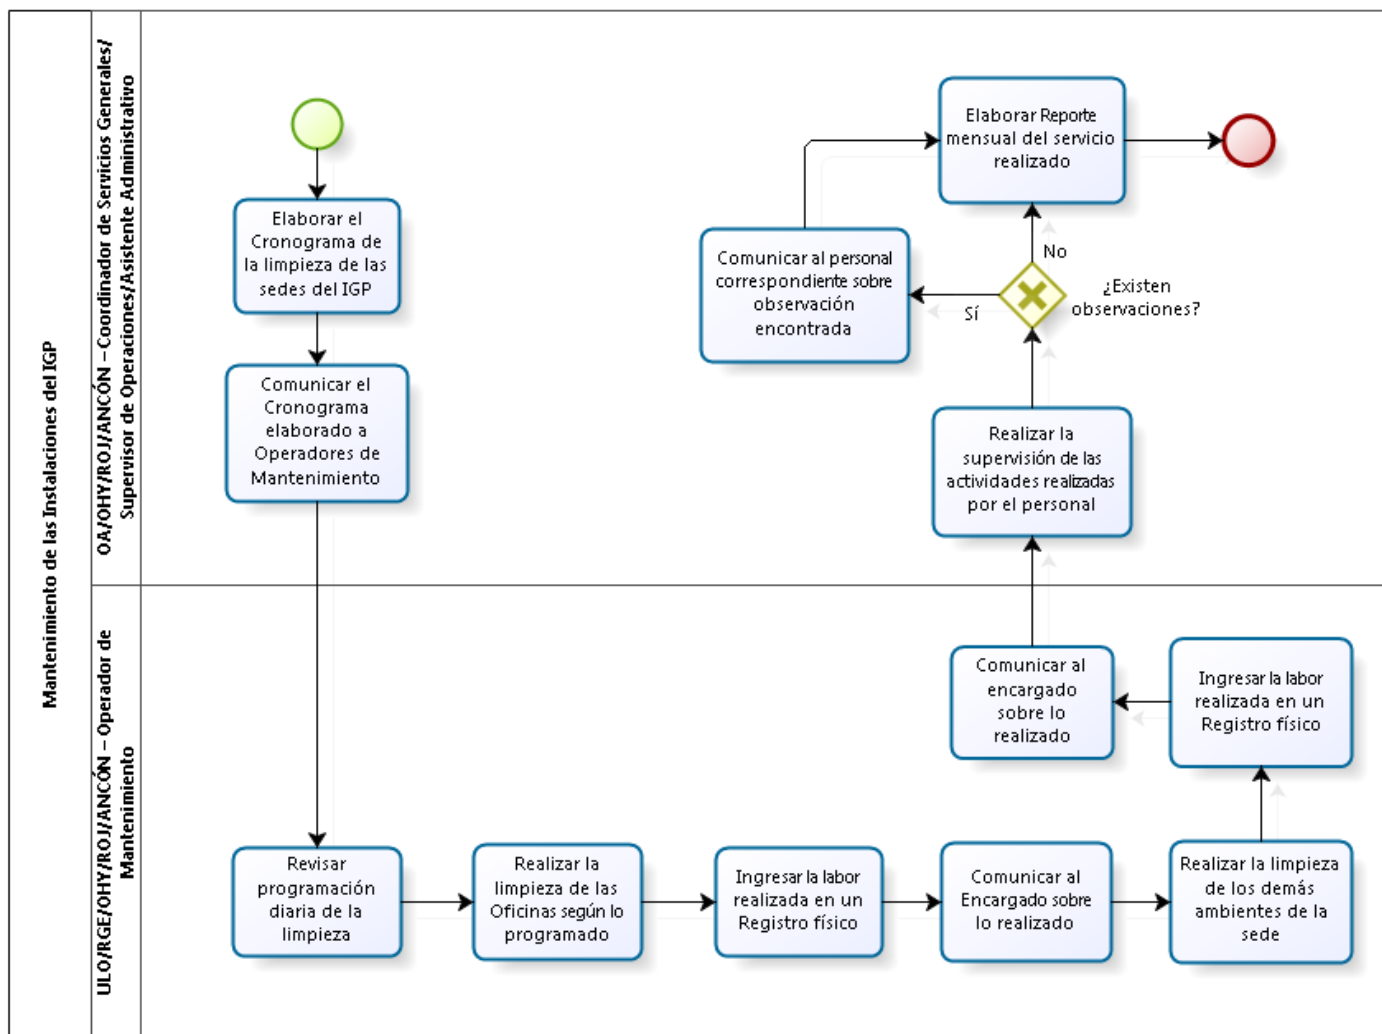 Mantenimiento de las Instalaciones del IGP
OA/OHY/ROJ/ANCÓN –Coordinador de Servicios Generales/
Supervisor de Operaciones/Asistente Administrativo
Elaborar el
Cronograma de
la limpieza de las
sedes del IGP
Comunicar el
Cronograma
elaborado a
Operadores de
Mantenimiento
Elaborar Reporte
mensual del servicio
realizado
Comunicar al personal
correspondiente sobre
observación
encontrada
No
Sí
¿Existen
observaciones?
Realizar la
supervisión de las
actividades realizadas
por el personal
ULO/RGE/OHY/ROJ/ANCÓN – Operador de
Mantenimiento
Revisar
programación
diaria de la
limpieza
Realizar la
limpieza de las
Oficinas según lo
programado
Ingresar la labor
realizada en un
Registro físico
Comunicar al
Encargado sobre
lo realizado
Realizar la limpieza
de los demás
ambientes de la
sede
Ingresar la labor
realizada en un
Registro físico
Comunicar al
encargado
sobre lo
realizado